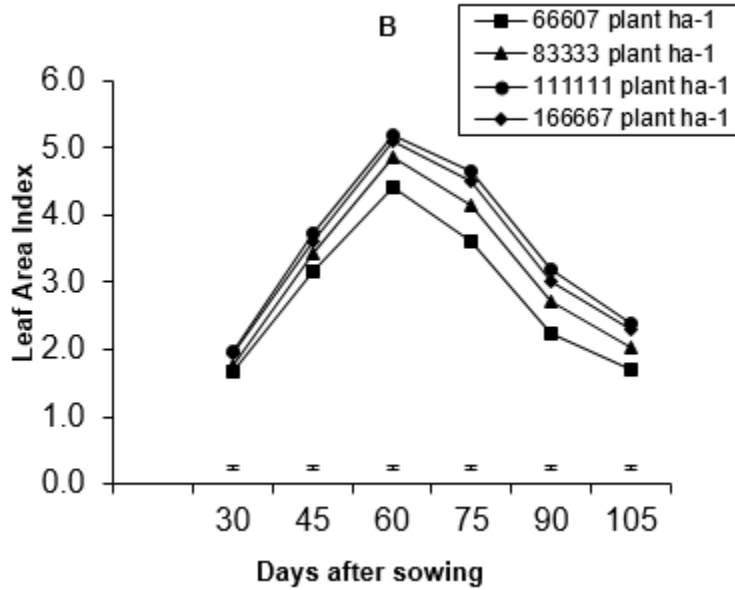 B
66607 plant ha-1
83333 plant ha-1
111111 plant ha-1
166667 plant ha-1
Leaf Area Index
6.0
5.0
4.0
3.0
2.0
1.0
0.0
30 45 60 75 90 105
Days after sowing